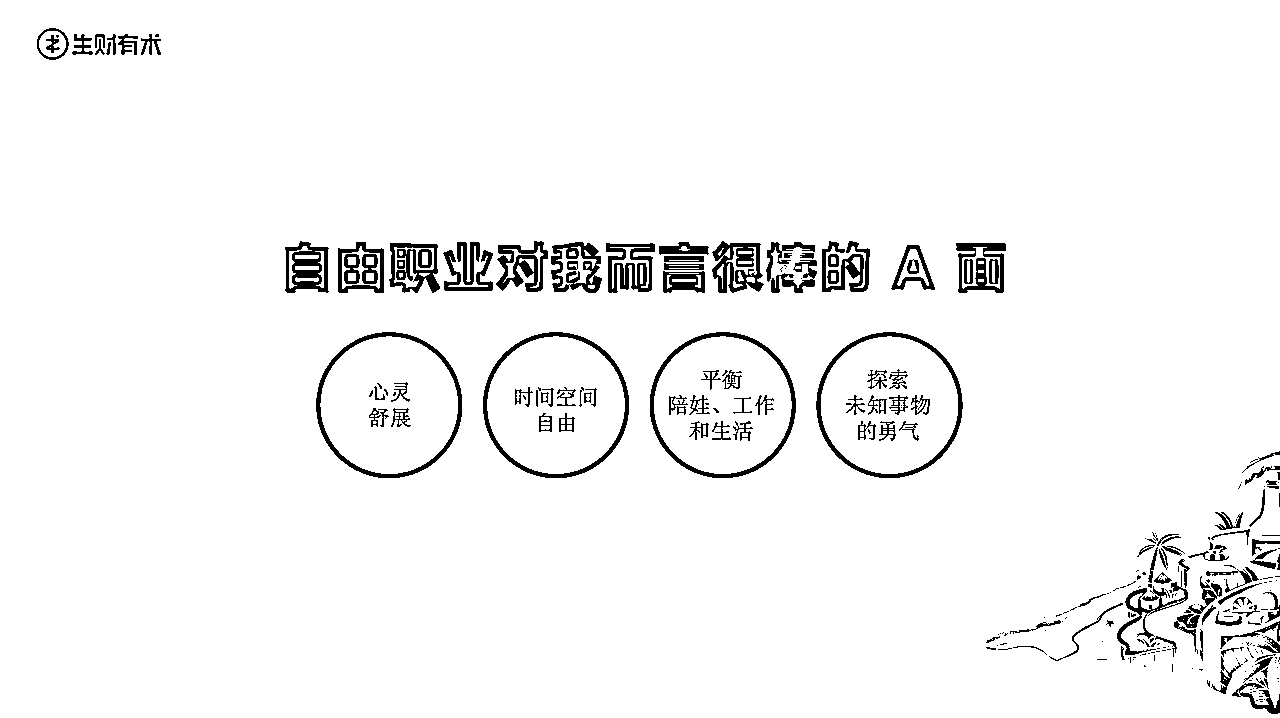 生财有术
自由职业对我而言很棒的 A 面
心灵
舒展
时间空间
自由
平衡
陪娃、工作
和生活
探索
未知事物
的勇气